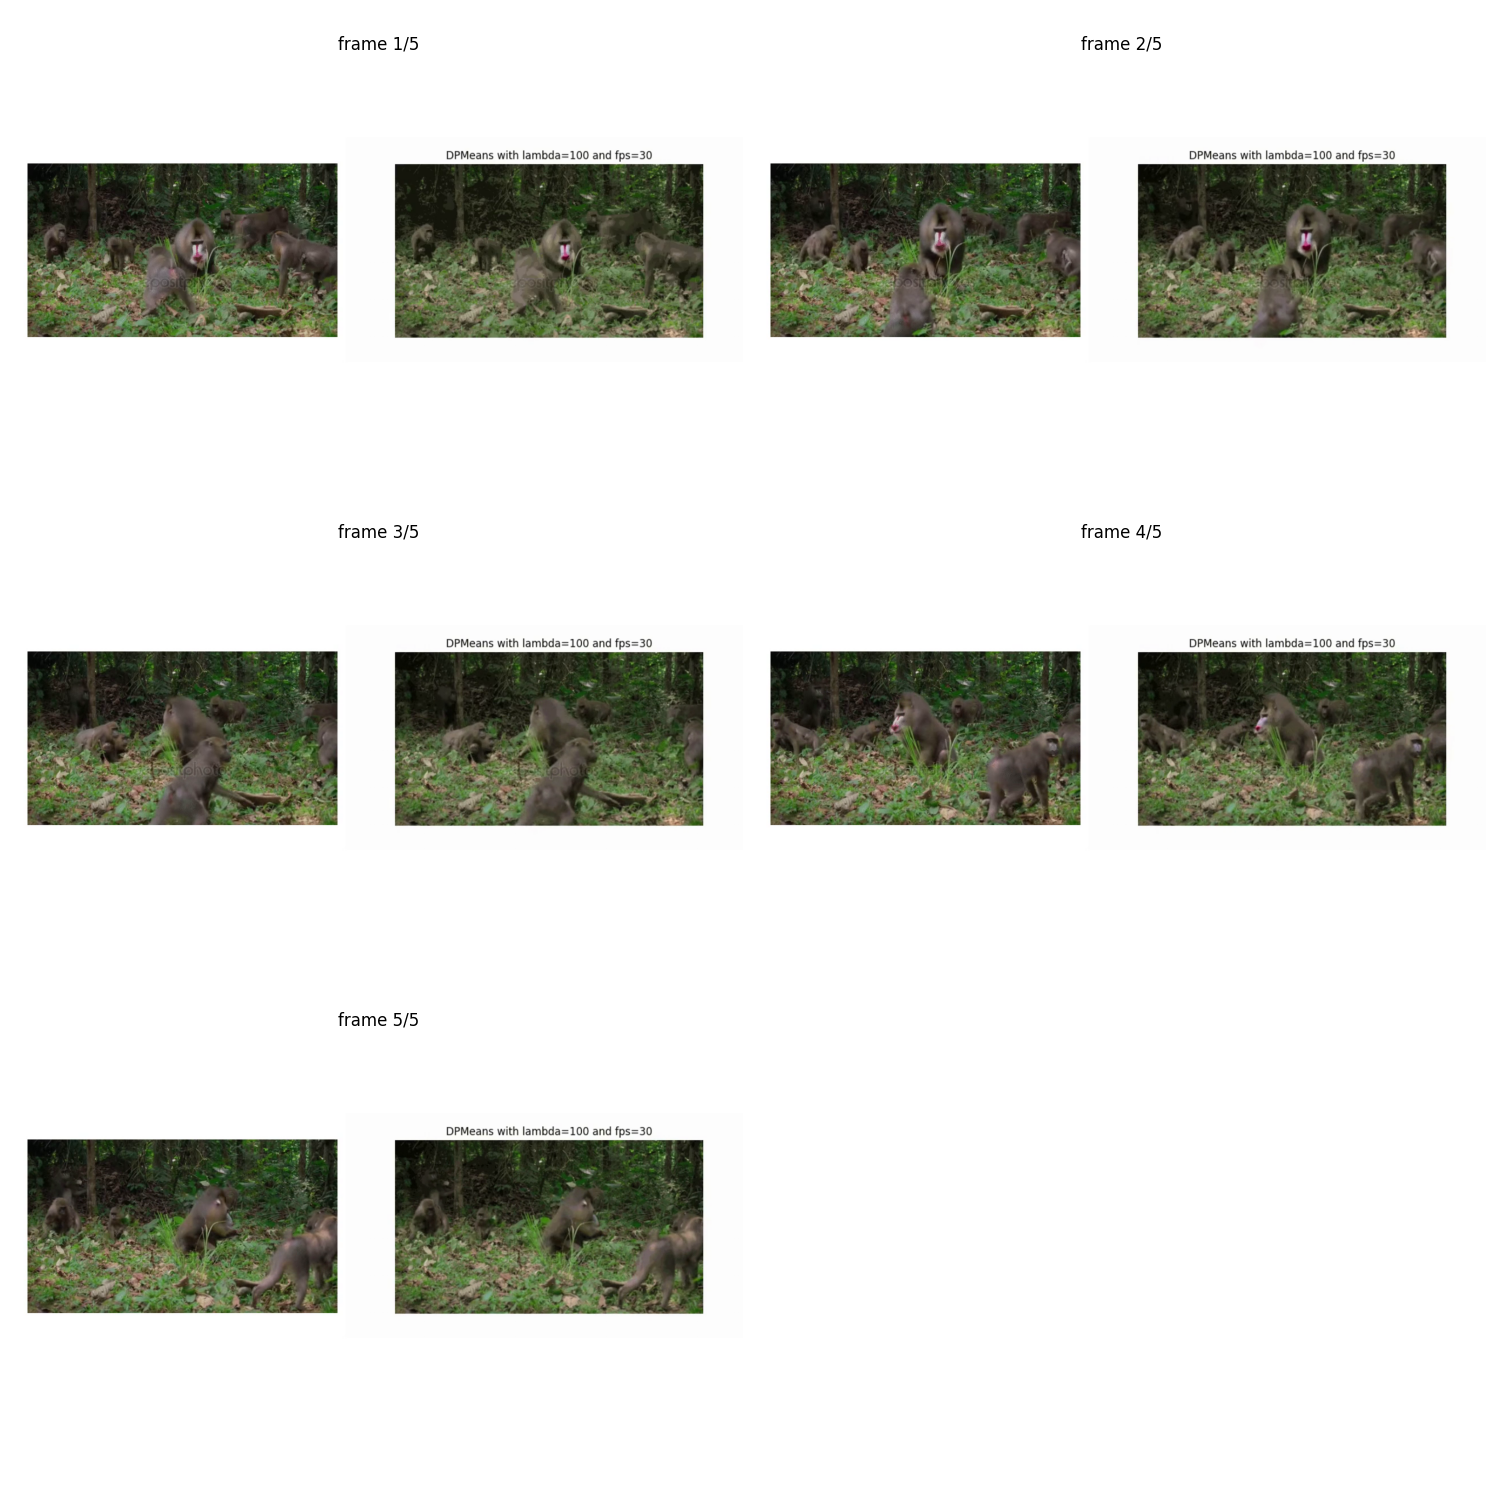 frame 1/5
frame 2/5
DPMeans with lambda=100 and fps=30
DPMeans with lambda=100 and fps=30
frame 3/5
frame 4/5
DPMeans with lambda=100 and fps=30
DPMeans with lambda=100 and fps=30
frame 5/5
DPMeans with lambda=100 and fps=30